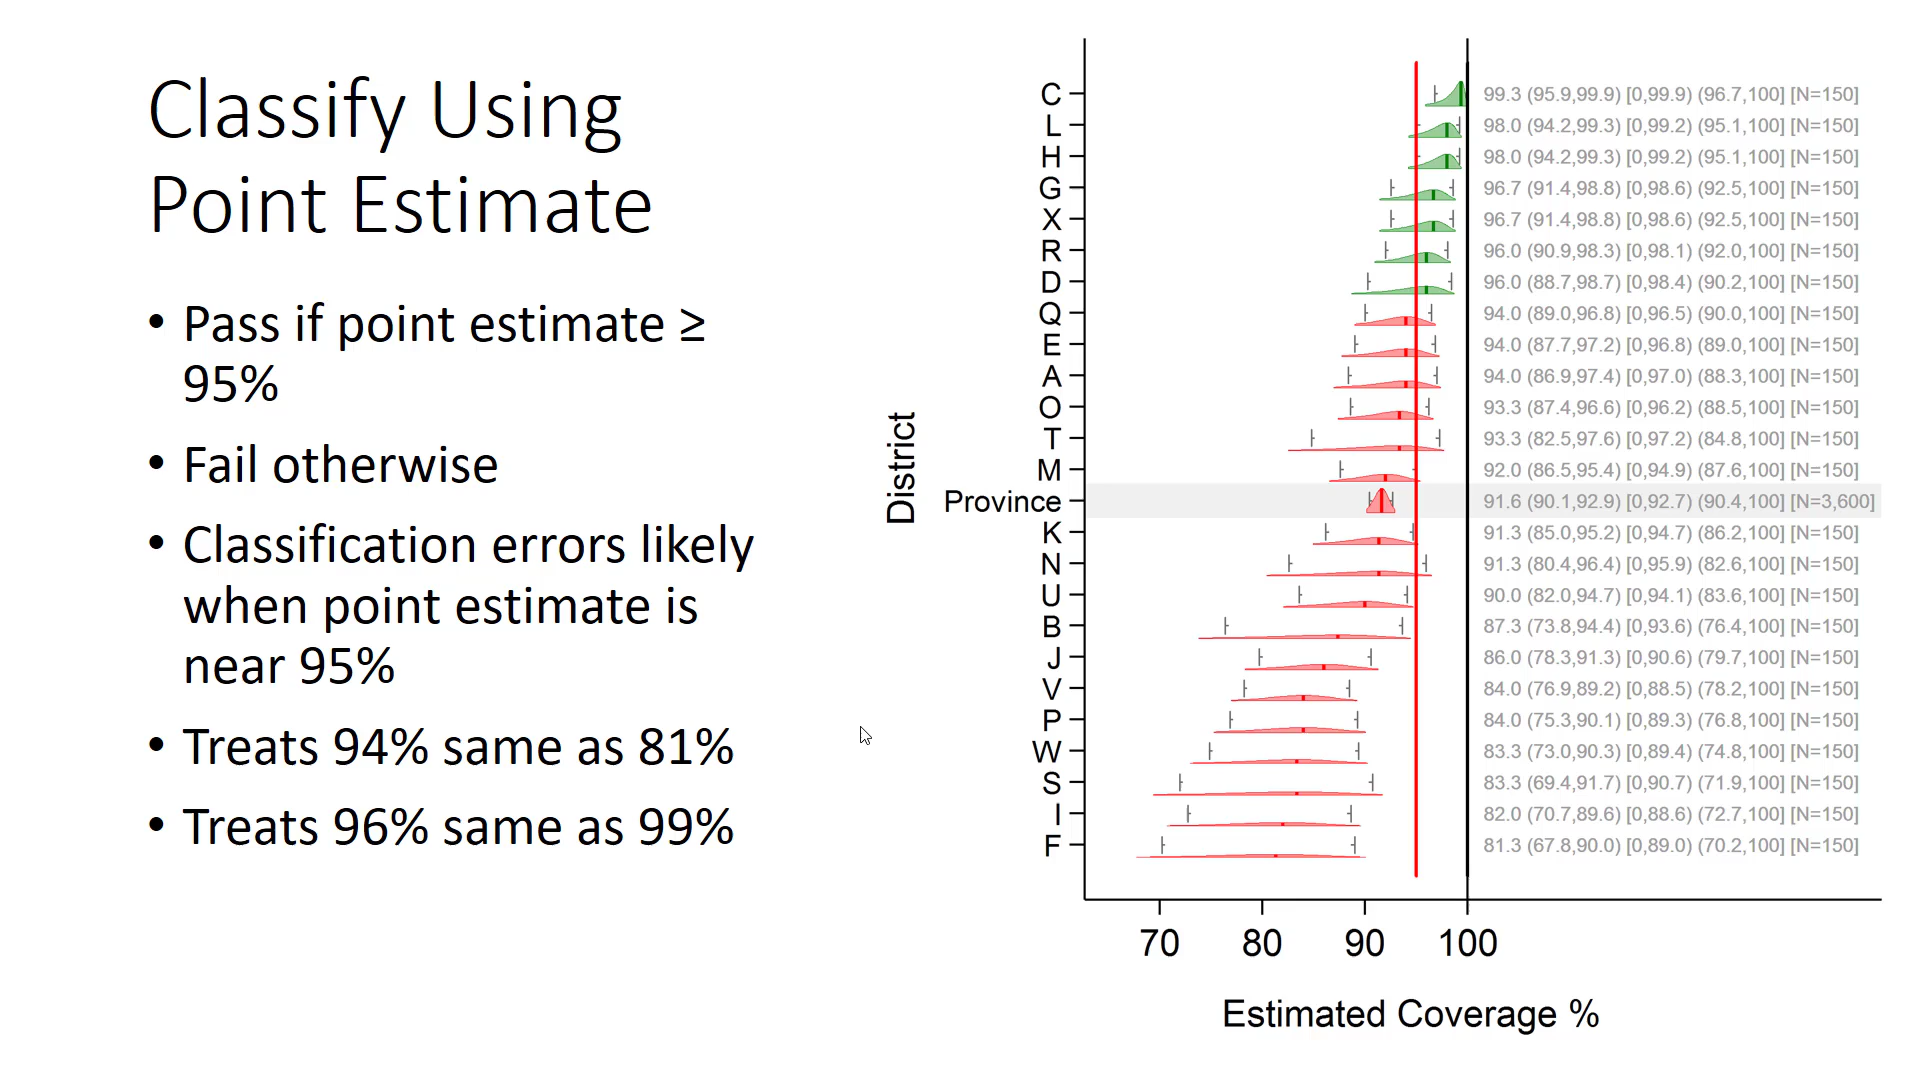 Classify Using
Point Estimate
• Pass if point estimate ≥
95%
• Fail otherwise
• Classification errors likely
when point estimate is
near 95%
• Treats 94% same as 81%
• Treats 96% same as 99%
District
C 99.3 (95.9,99.9) [0,99.9) (96.7,100] [N=150]
L 98.0 (94.2,99.3) [0,99.2) (95.1,100] [N=150]
H 98.0 (94.2,99.3) [0,99.2) (95.1,100] [N=150]
G 96.7 (91.4,98.8) [0,98.6) (92.5,100] [N=150]
X 96.7 (91.4,98.8) [0,98.6) (92.5,100] [N=150]
R 96.0 (90.9,98.3) [0,98.1) (92.0,100] [N=150]
D 96.0 (88.7,98.7) [0,98.4) (90.2,100] [N=150]
Q 94.0 (89.0,96.8) [0,96.5) (90.0,100] [N=150]
E 94.0 (87.7,97.2) [0,96.8) (89.0,100] [N=150]
A 94.0 (86.9,97.4) [0,97.0) (88.3,100] [N=150]
O 93.3 (87.4,96.6) [0,96.2) (88.5,100] [N=150]
T 93.3 (82.5,97.6) [0,97.2) (84.8,100] [N=150]
M 92.0 (86.5,95.4) [0,94.9) (87.6,100] [N=150]
Province 91.6 (90.1,92.9) [0,92.7) (90.4,100] [N=3,600]
K 91.3 (85.0,95.2) [0,94.7) (86.2,100] [N=150]
N 91.3 (80.4,96.4) [0,95.9) (82.6,100] [N=150]
U 90.0 (82.0,94.7) [0,94.1) (83.6,100] [N=150]
B 87.3 (73.8,94.4) [0,93.6) (76.4,100] [N=150]
J 86.0 (78.3,91.3) [0,90.6) (79.7,100] [N=150]
V 84.0 (76.9,89.2) [0,88.5) (78.2,100] [N=150]
P 84.0 (75.3,90.1) [0,89.3) (76.8,100] [N=150]
W 83.3 (73.0,90.3) [0,89.4) (74.8,100] [N=150]
S 83.3 (69.4,91.7) [0,90.7) (71.9,100] [N=150]
I 82.0 (70.7,89.6) [0,88.6) (72.7,100] [N=150]
F 81.3 (67.8,90.0) [0,89.0) (70.2,100] [N=150]
70 80 90 100
Estimated Coverage %